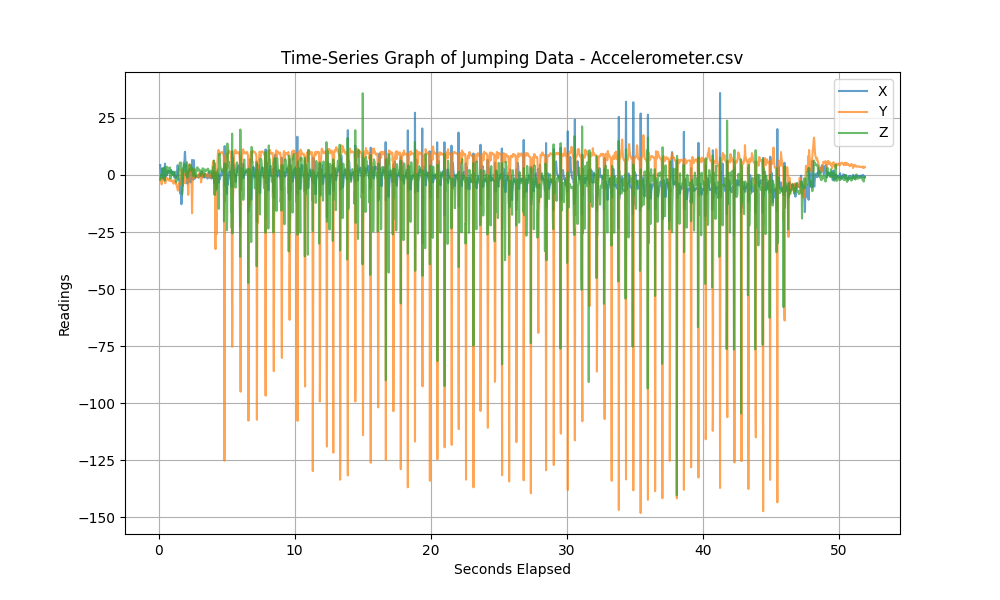 Time-Series Graph of Jumping Data - Accelerometer.csv
X
Y
Z
25
0
−25
−50
−75
−100
−125
−150
Readings
0 10 20 30 40 50
Seconds Elapsed